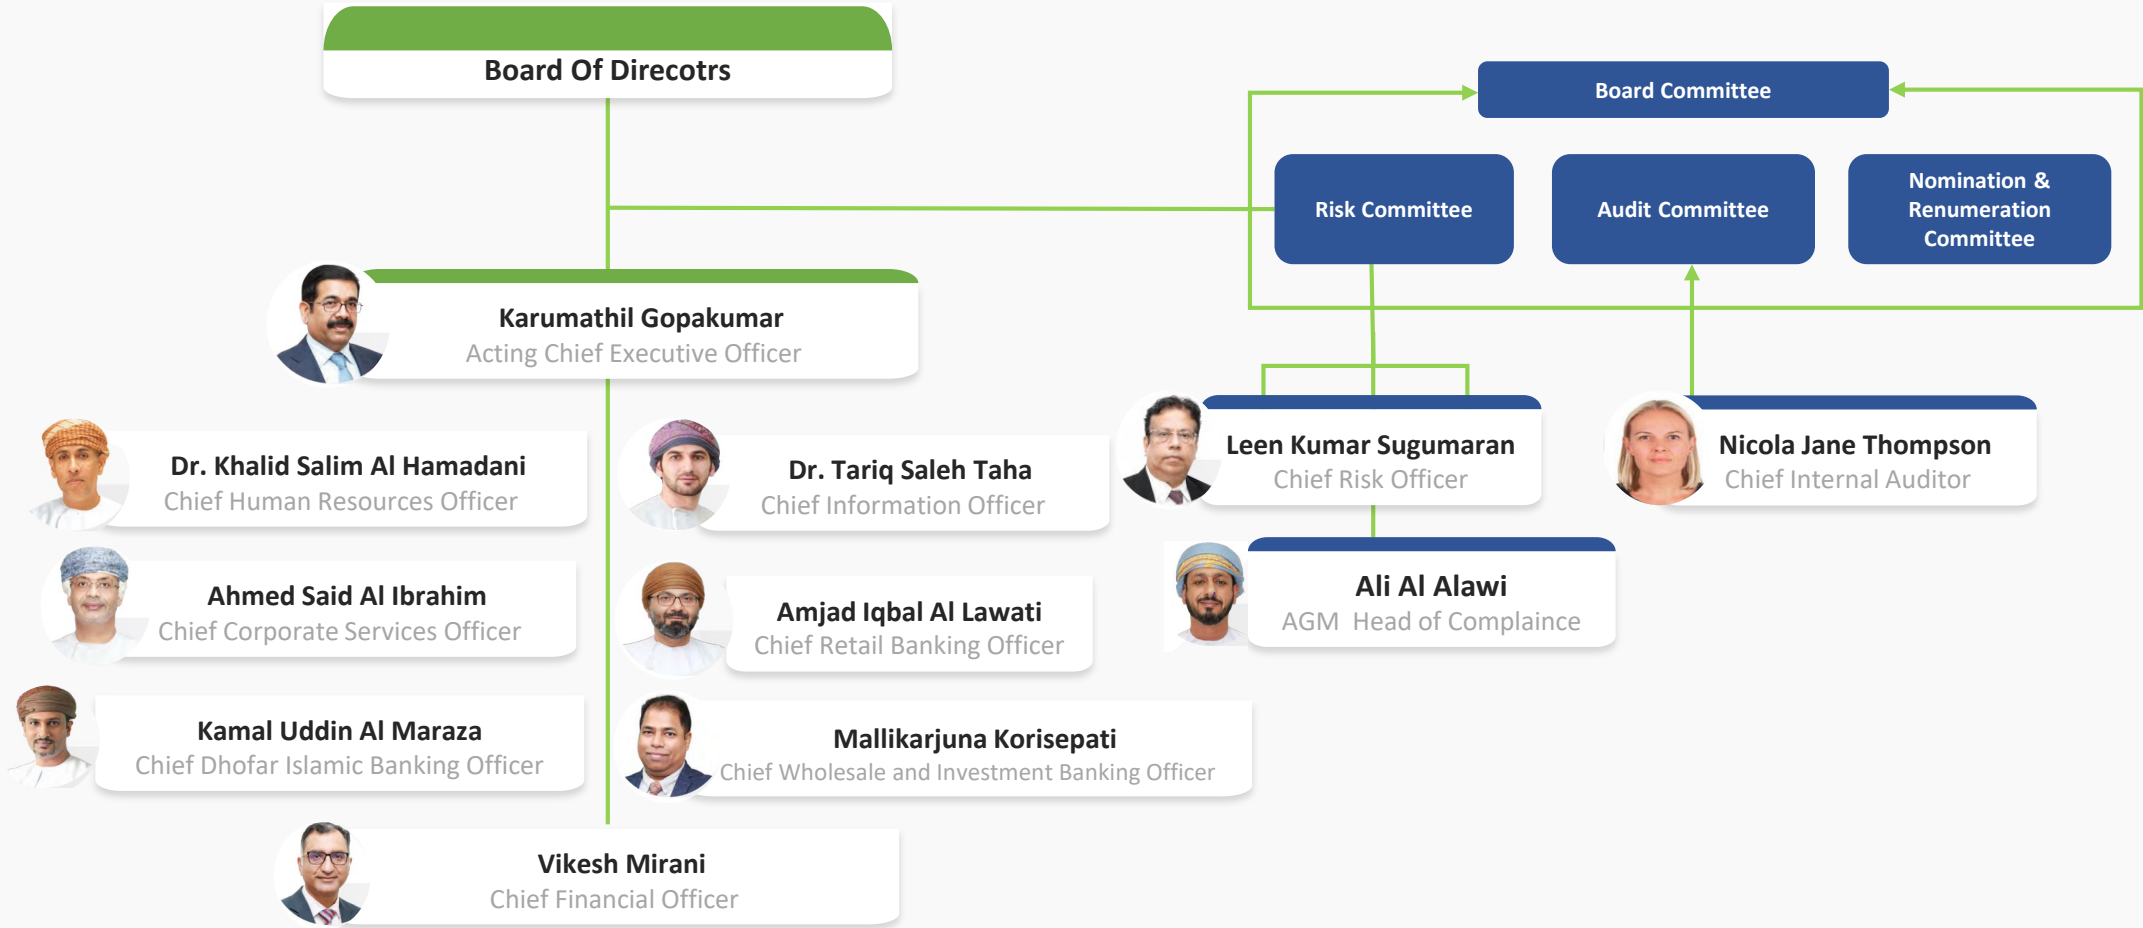 Board Of Direcotrs
Board Committee
Risk Committee
Audit Committee
Nomination &
Renumeration
Committee
Karumathil Gopakumar
Acting Chief Executive Officer
Dr. Khalid Salim Al Hamadani
Chief Human Resources Officer
Dr. Tariq Saleh Taha
Chief Information Officer
Leen Kumar Sugumaran
Chief Risk Officer
Nicola Jane Thompson
Chief Internal Auditor
Ahmed Said Al Ibrahim
Chief Corporate Services Officer
Amjad Iqbal Al Lawati
Chief Retail Banking Officer
Ali Al Alawi
AGM  Head of Complaince
Kamal Uddin Al Maraza
Chief Dhofar Islamic Banking Officer
Mallikarjuna Korisepati
Chief Wholesale and Investment Banking Officer
Vikesh Mirani
Chief Financial Officer